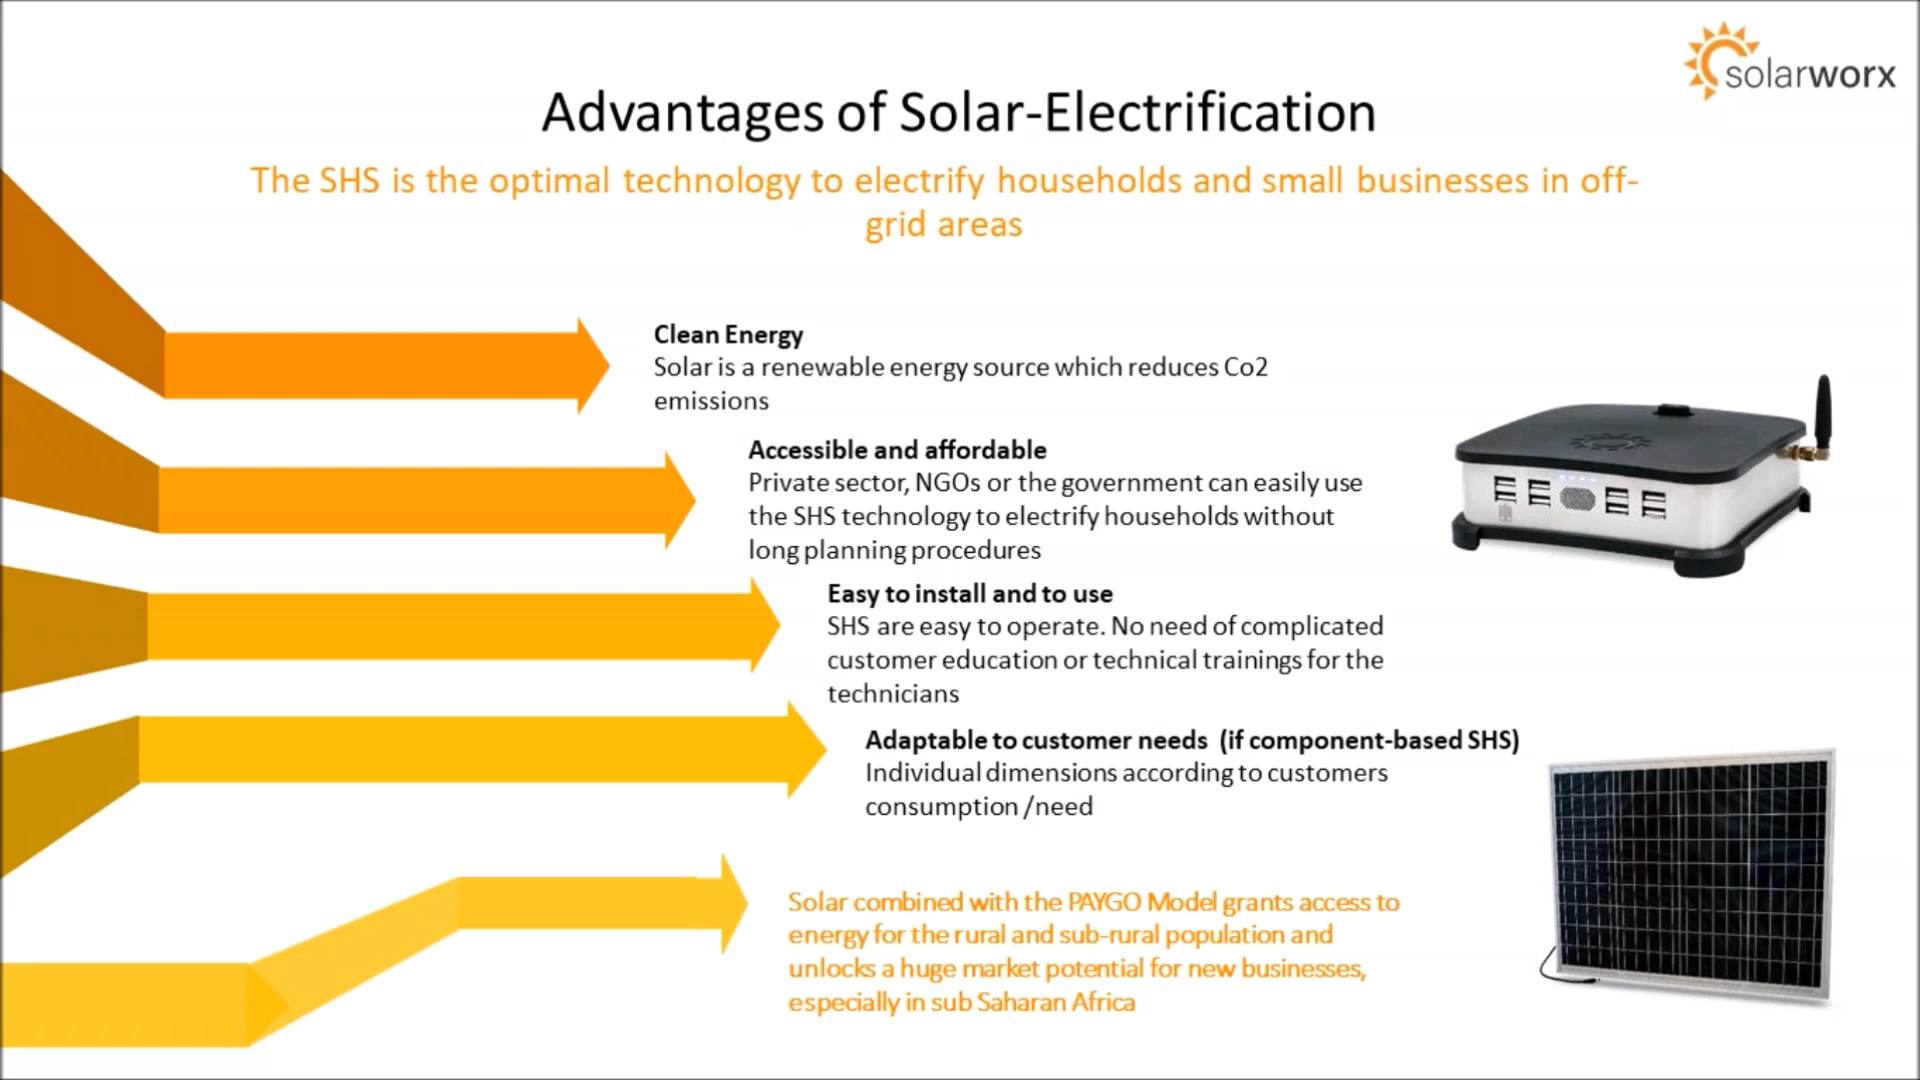 solarworx
Advantages of Solar-Electrification
The SHS is the optimal technology to electrify households and small businesses in off-
grid areas
Clean Energy
Solar is a renewable energy source which reduces Co2
emissions
Accessible and affordable
Private sector, NGOs or the government can easily use
the SHS technology to electrify households without
long planning procedures
Easy to install and to use
SHS are easy to operate. No need of complicated
customer education or technical trainings for the
technicians
Adaptable to customer needs (if component-based SHS)
Individual dimensions according to customers
consumption /need
Solar combined with the PAYGO Model grants access to
energy for the rural and sub-rural population and
unlocks a huge market potential for new businesses,
especially in sub Saharan Africa